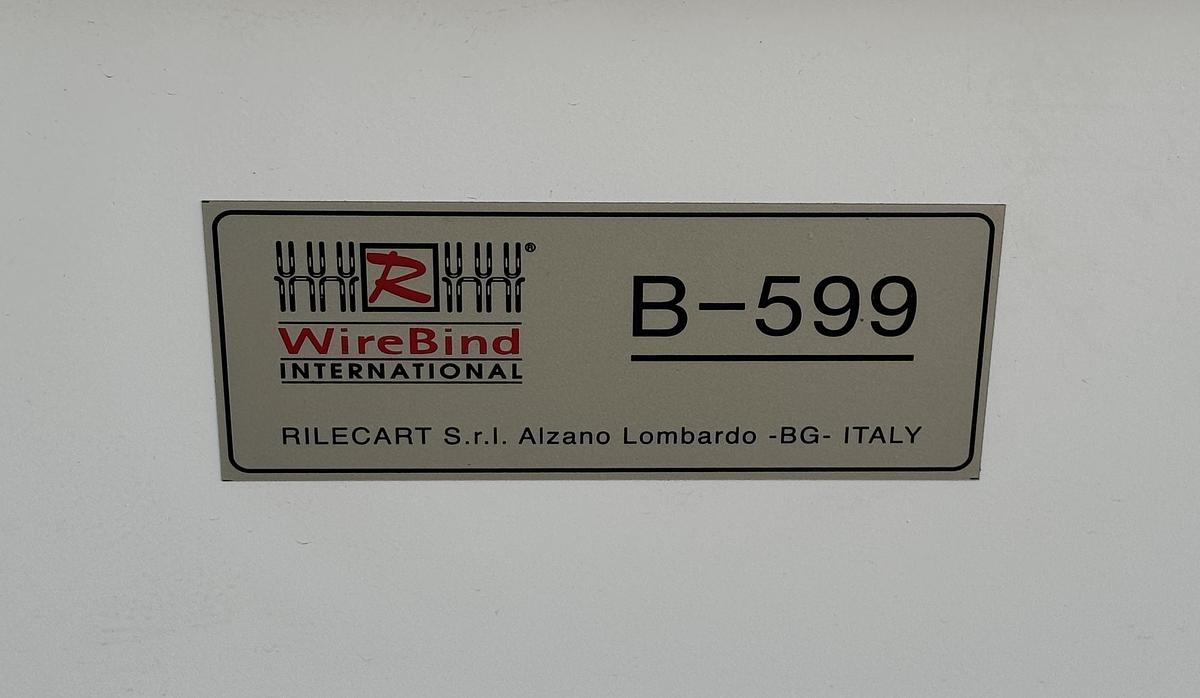 R®
WireBind
INTERNATIONAL
B-599
RILECART S.r.l. Alzano Lombardo -BG- ITALY